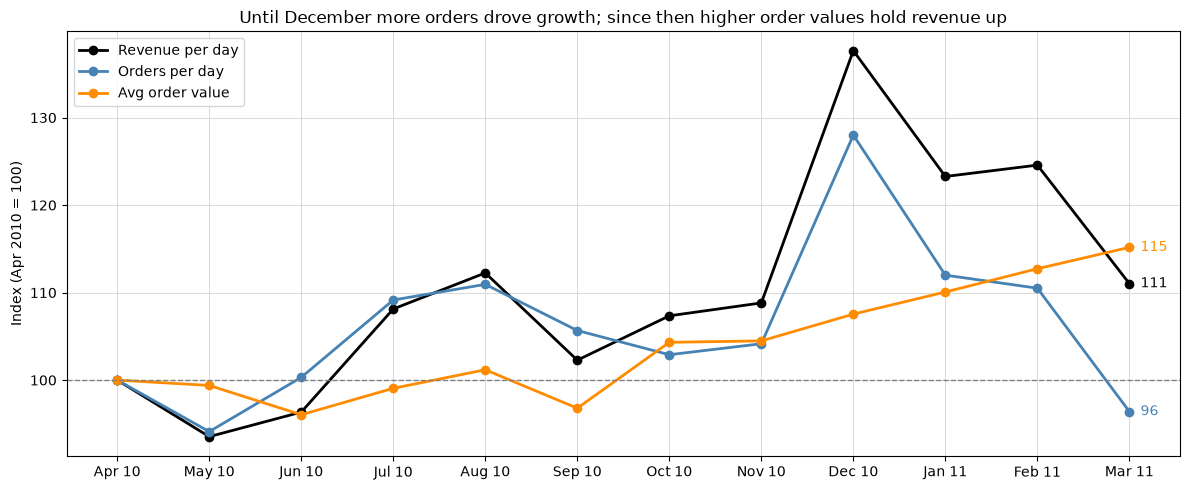 Until December more orders drove growth; since then higher order values hold revenue up
Revenue per day
Orders per day
Avg order value
Index (Apr 2010 = 100)
130
120
110
100
115
111
96
Apr 10
May 10
Jun 10
Jul 10
Aug 10
Sep 10
Oct 10
Nov 10
Dec 10
Jan 11
Feb 11
Mar 11